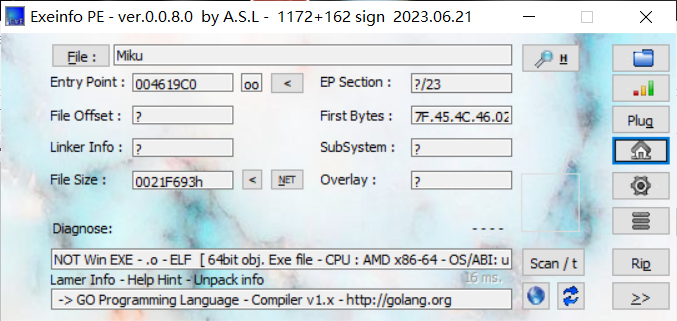 Exeinfo PE - ver.0.0.8.0 by A.S.L - 1172+162 sign 2023.06.21
File : Miku H
Entry Point : 004619C0 oo < EP Section : ?/23
File Offset : ? First Bytes : 7F.45.4C.46.02 Plug
Linker Info : ? SubSystem : ?
File Size : 0021F693h < NET Overlay : ?
Diagnose: ----
NOT Win EXE - .o - ELF [ 64bit obj. Exe file - CPU : AMD x86-64 - OS/ABI: u Scan / t Rip
Lamer Info - Help Hint - Unpack info 16 ms.
-> GO Programming Language - Compiler v1.x - http://golang.org >>